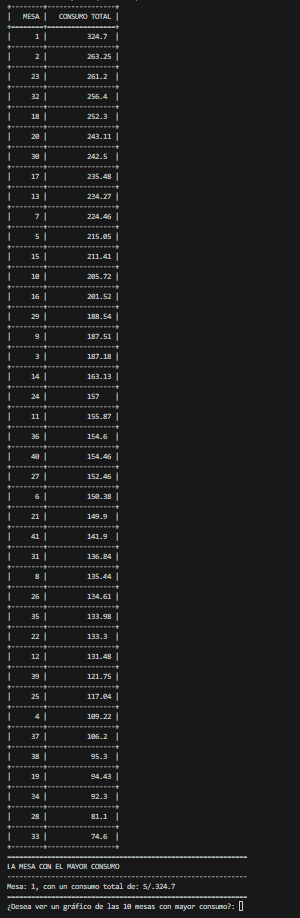 MESA | CONSUMO TOTAL
1 | 324.7
2 | 263.25
23 | 261.2
32 | 256.4
18 | 252.3
20 | 243.11
30 | 242.5
17 | 235.48
13 | 234.27
7 | 224.46
5 | 215.05
15 | 211.41
10 | 205.72
16 | 201.52
29 | 188.54
9 | 187.51
3 | 187.18
14 | 163.13
24 | 157
11 | 155.87
36 | 154.6
40 | 154.46
27 | 152.46
6 | 150.38
21 | 149.9
41 | 141.9
31 | 136.84
8 | 135.44
26 | 134.61
35 | 133.98
22 | 133.3
12 | 131.48
39 | 121.75
25 | 117.04
4 | 109.22
37 | 106.2
38 | 95.3
19 | 94.43
34 | 92.3
28 | 81.1
33 | 74.6
LA MESA CON EL MAYOR CONSUMO
Mesa: 1, con un consumo total de: S/.324.7
¿Desea ver un gráfico de las 10 mesas con mayor consumo?: